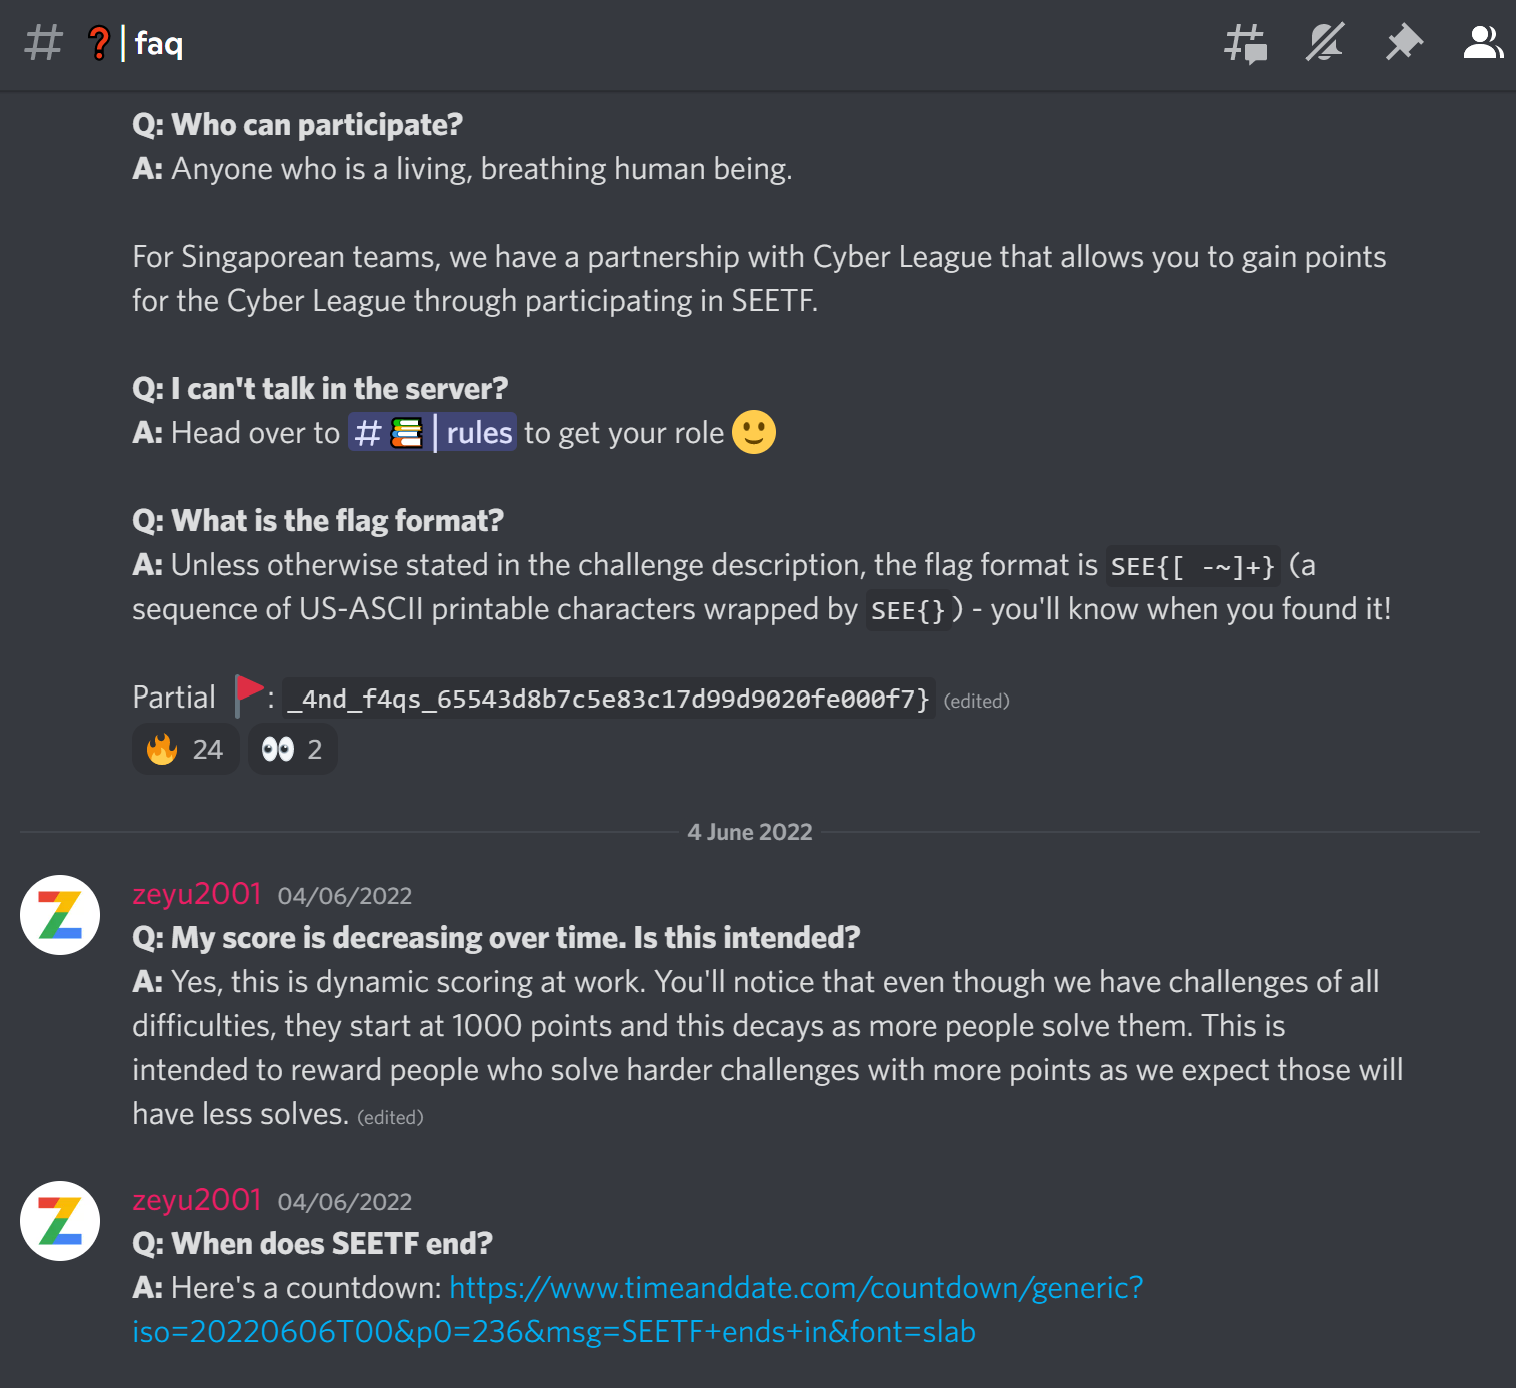 # ❓| faq
Q: Who can participate?
A: Anyone who is a living, breathing human being.
For Singaporean teams, we have a partnership with Cyber League that allows you to gain points
for the Cyber League through participating in SEETF.
Q: I can't talk in the server?
A: Head over to # 📚 | rules to get your role 🙂
Q: What is the flag format?
A: Unless otherwise stated in the challenge description, the flag format is SEE{[ -~]+} (a
sequence of US-ASCII printable characters wrapped by SEE{}) - you'll know when you found it!
Partial 🚩: _4nd_f4qs_65543d8b7c5e83c17d99d9020fe000f7} (edited)
🔥 24 👀 2
4 June 2022
zeyu2001 04/06/2022
Q: My score is decreasing over time. Is this intended?
A: Yes, this is dynamic scoring at work. You'll notice that even though we have challenges of all
difficulties, they start at 1000 points and this decays as more people solve them. This is
intended to reward people who solve harder challenges with more points as we expect those will
have less solves. (edited)
zeyu2001 04/06/2022
Q: When does SEETF end?
A: Here's a countdown: https://www.timeanddate.com/countdown/generic?
iso=20220606T00&p0=236&msg=SEETF+ends+in&font=slab